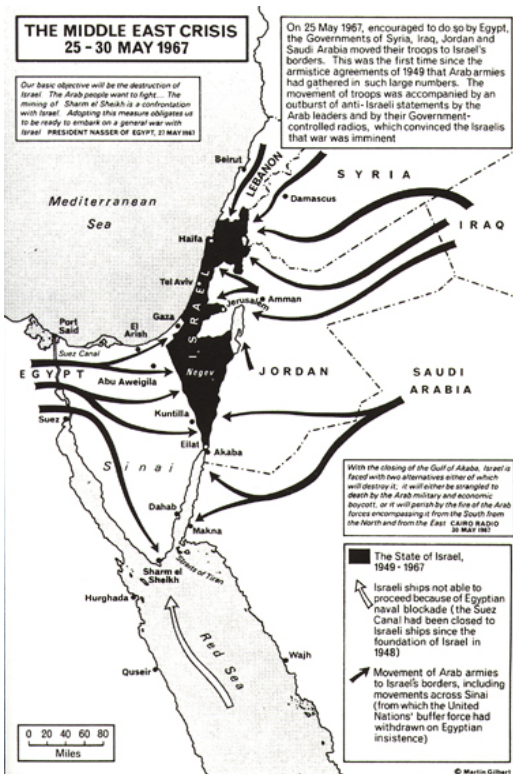 THE MIDDLE EAST CRISIS
25 - 30 MAY 1967
Our basic objective will be the destruction of
Israel. The Arab people want to fight.... The
mining of Sharm el Sheikh is a confrontation
with Israel. Adopting this measure obligates us
to be ready to embark on a general war with
Israel PRESIDENT NASSER OF EGYPT, 27 MAY 1967
On 25 May 1967, encouraged to do so by Egypt,
the Governments of Syria, Iraq, Jordan and
Saudi Arabia moved their troops to Israel's
borders. This was the first time since the
armistice agreements of 1949 that Arab armies
had gathered in such large numbers. The
movement of troops was accompanied by an
outburst of anti-Israeli statements by the
Arab leaders and by their Government-
controlled radios, which convinced the Israelis
that war was imminent
Beirut
LEBANON
SYRIA
Damascus
Mediterranean
Sea
IRAQ
Haifa
ISRAEL
Tel Aviv
Amman
Jerusalem
Gaza
Port
Said
El
Arish
Suez Canal
EGYPT
Abu Aweigila
Negev
JORDAN
SAUDI
ARABIA
Kuntilla
Suez
Eilat
Akaba
Sinai
With the closing of the Gulf of Akaba, Israel is
faced with two alternatives either of which
will destroy it; it will either be strangled to
death by the Arab military and economic
boycott, or it will perish by the fire of the Arab
forces encompassing it from the South from
the North and from the East CAIRO RADIO
30 MAY 1967
Dahab
Makna
Straits of Tiran
Sharm el
Sheikh
Hurghada
Red Sea
Quseir
Wajh
The State of Israel,
1949 - 1967
Israeli ships not able to
proceed because of Egyptian
naval blockade (the Suez
Canal had been closed to
Israeli ships since the
foundation of Israel in
1948)
Movement of Arab armies
to Israel's borders, including
movements across Sinai
(from which the United
Nations' buffer force had
withdrawn on Egyptian
insistence)
0 20 40 60 80
Miles
© Martin Gilbert